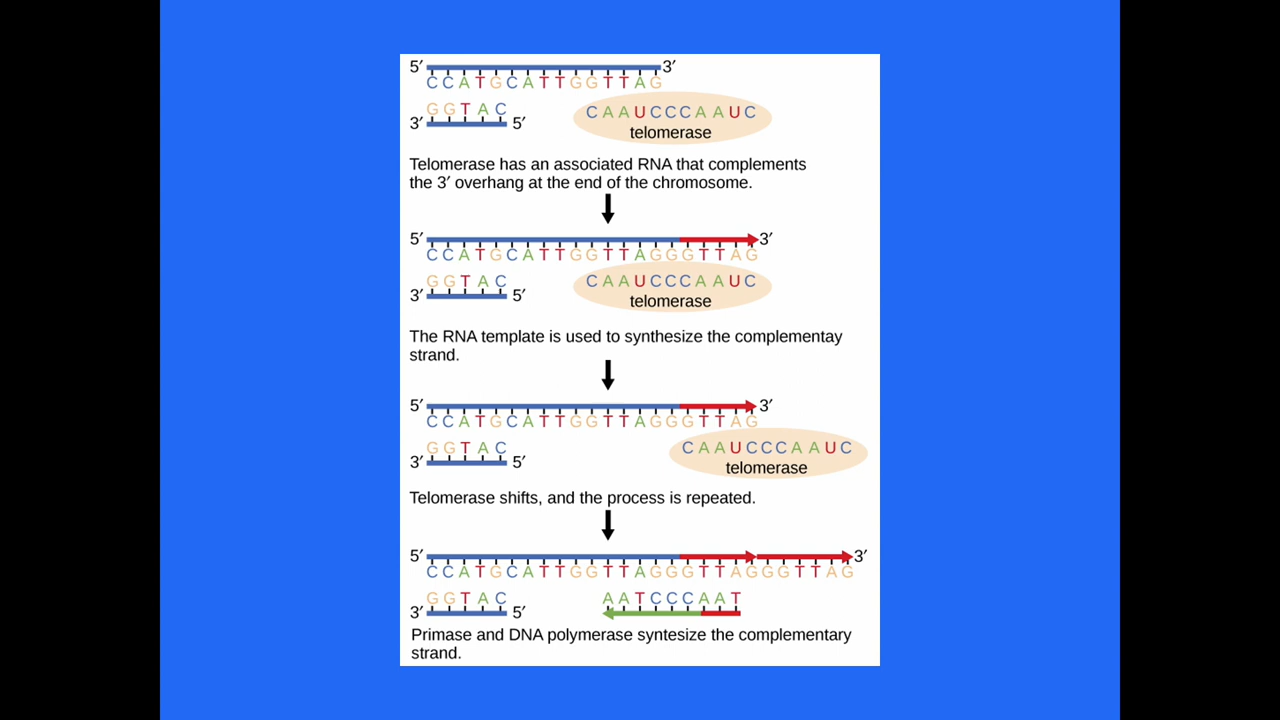 5′ 3′
CCATGCATTGGTTAG
GGTAC CAAUCCCAAUC
3′ 5′ telomerase
Telomerase has an associated RNA that complements
the 3′ overhang at the end of the chromosome.
5′ 3′
CCATGCATTGGTTAGGGTTAG
GGTAC CAAUCCCAAUC
3′ 5′ telomerase
The RNA template is used to synthesize the complementay
strand.
5′ 3′
CCATGCATTGGTTAGGGTTAG
GGTAC CAAUCCCAAUC
3′ 5′ telomerase
Telomerase shifts, and the process is repeated.
5′ 3′
CCATGCATTGGTTAGGGTTAGGGTTAG
GGTAC AATCCCAAT
3′ 5′
Primase and DNA polymerase syntesize the complementary
strand.